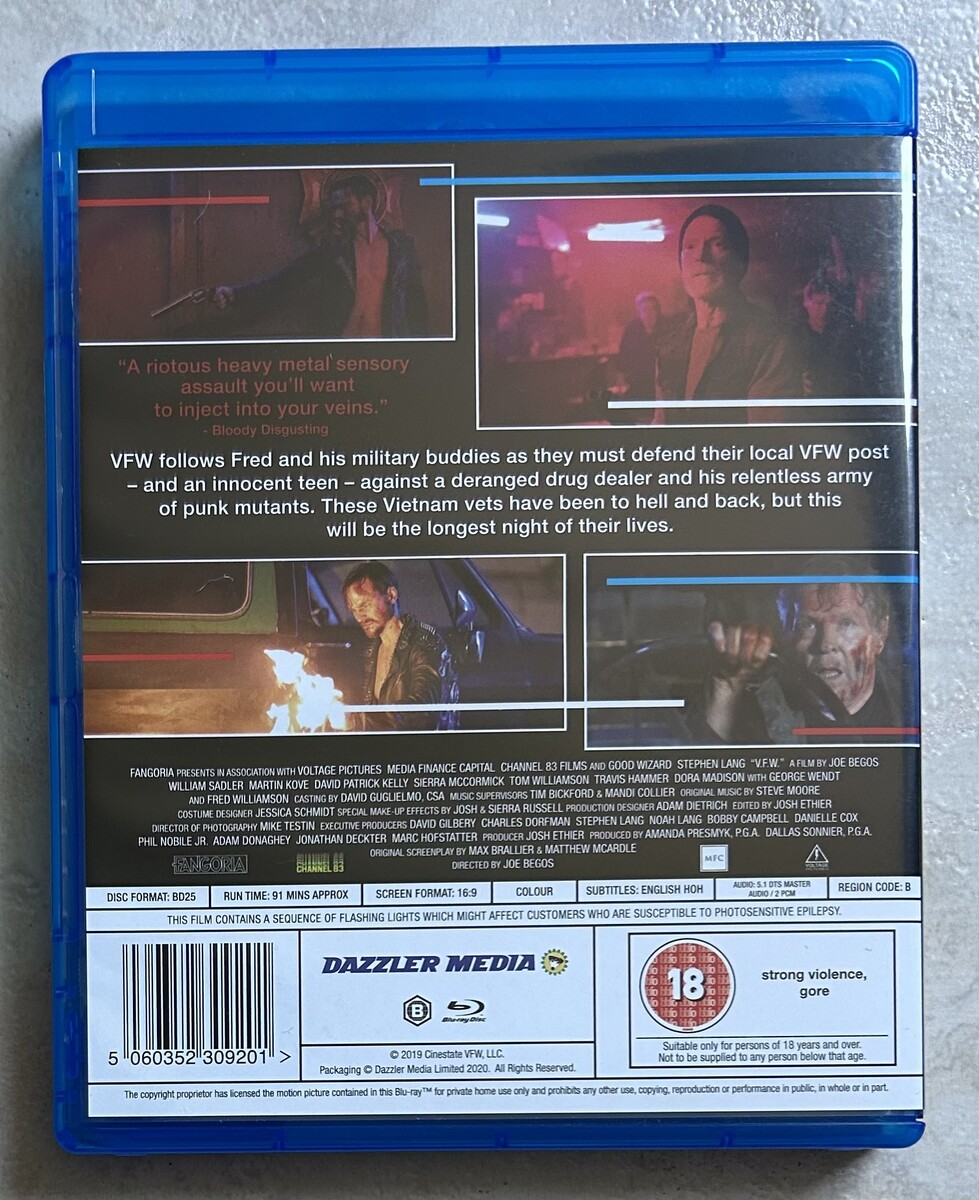 “A riotous heavy metal sensory
assault you’ll want
to inject into your veins.”
- Bloody Disgusting
VFW follows Fred and his military buddies as they must defend their local VFW post
– and an innocent teen – against a deranged drug dealer and his relentless army
of punk mutants. These Vietnam vets have been to hell and back, but this
will be the longest night of their lives.
FANGORIA PRESENTS IN ASSOCIATION WITH VOLTAGE PICTURES MEDIA FINANCE CAPITAL CHANNEL 83 FILMS AND GOOD WIZARD STEPHEN LANG “V.F.W.” A FILM BY JOE BEGOS
WILLIAM SADLER MARTIN KOVE DAVID PATRICK KELLY SIERRA MCCORMICK TOM WILLIAMSON TRAVIS HAMMER DORA MADISON WITH GEORGE WENDT
AND FRED WILLIAMSON CASTING BY DAVID GUGLIELMO, CSA MUSIC SUPERVISORS TIM BICKFORD & MANDI COLLIER ORIGINAL MUSIC BY STEVE MOORE
COSTUME DESIGNER JESSICA SCHMIDT SPECIAL MAKE-UP EFFECTS BY JOSH & SIERRA RUSSELL PRODUCTION DESIGNER ADAM DIETRICH EDITED BY JOSH ETHIER
DIRECTOR OF PHOTOGRAPHY MIKE TESTIN EXECUTIVE PRODUCERS DAVID GILBERY CHARLES DORFMAN STEPHEN LANG NOAH LANG BOBBY CAMPBELL DANIELLE COX
PHIL NOBILE JR. ADAM DONAGHEY JONATHAN DECKTER MARC HOFSTATTER PRODUCER JOSH ETHIER PRODUCED BY AMANDA PRESMYK, P.G.A. DALLAS SONNIER, P.G.A.
ORIGINAL SCREENPLAY BY MAX BRALLIER & MATTHEW MCARDLE
DIRECTED BY JOE BEGOS
FANGORIA
CHANNEL 83
MFC
VOLTAGE
PICTURES
DISC FORMAT: BD25
RUN TIME: 91 MINS APPROX
SCREEN FORMAT: 16:9
COLOUR
SUBTITLES: ENGLISH HOH
AUDIO: 5.1 DTS MASTER
AUDIO / 2 PCM
REGION CODE: B
THIS FILM CONTAINS A SEQUENCE OF FLASHING LIGHTS WHICH MIGHT AFFECT CUSTOMERS WHO ARE SUSCEPTIBLE TO PHOTOSENSITIVE EPILEPSY.
5 060352 309201 >
DAZZLER MEDIA
B
Blu-ray Disc
© 2019 Cinestate VFW, LLC.
Packaging © Dazzler Media Limited 2020. All Rights Reserved.
18
strong violence,
gore
Suitable only for persons of 18 years and over.
Not to be supplied to any person below that age.
The copyright proprietor has licensed the motion picture contained in this Blu-ray™ for private home use only and prohibits any other use, copying, reproduction or performance in public, in whole or in part.